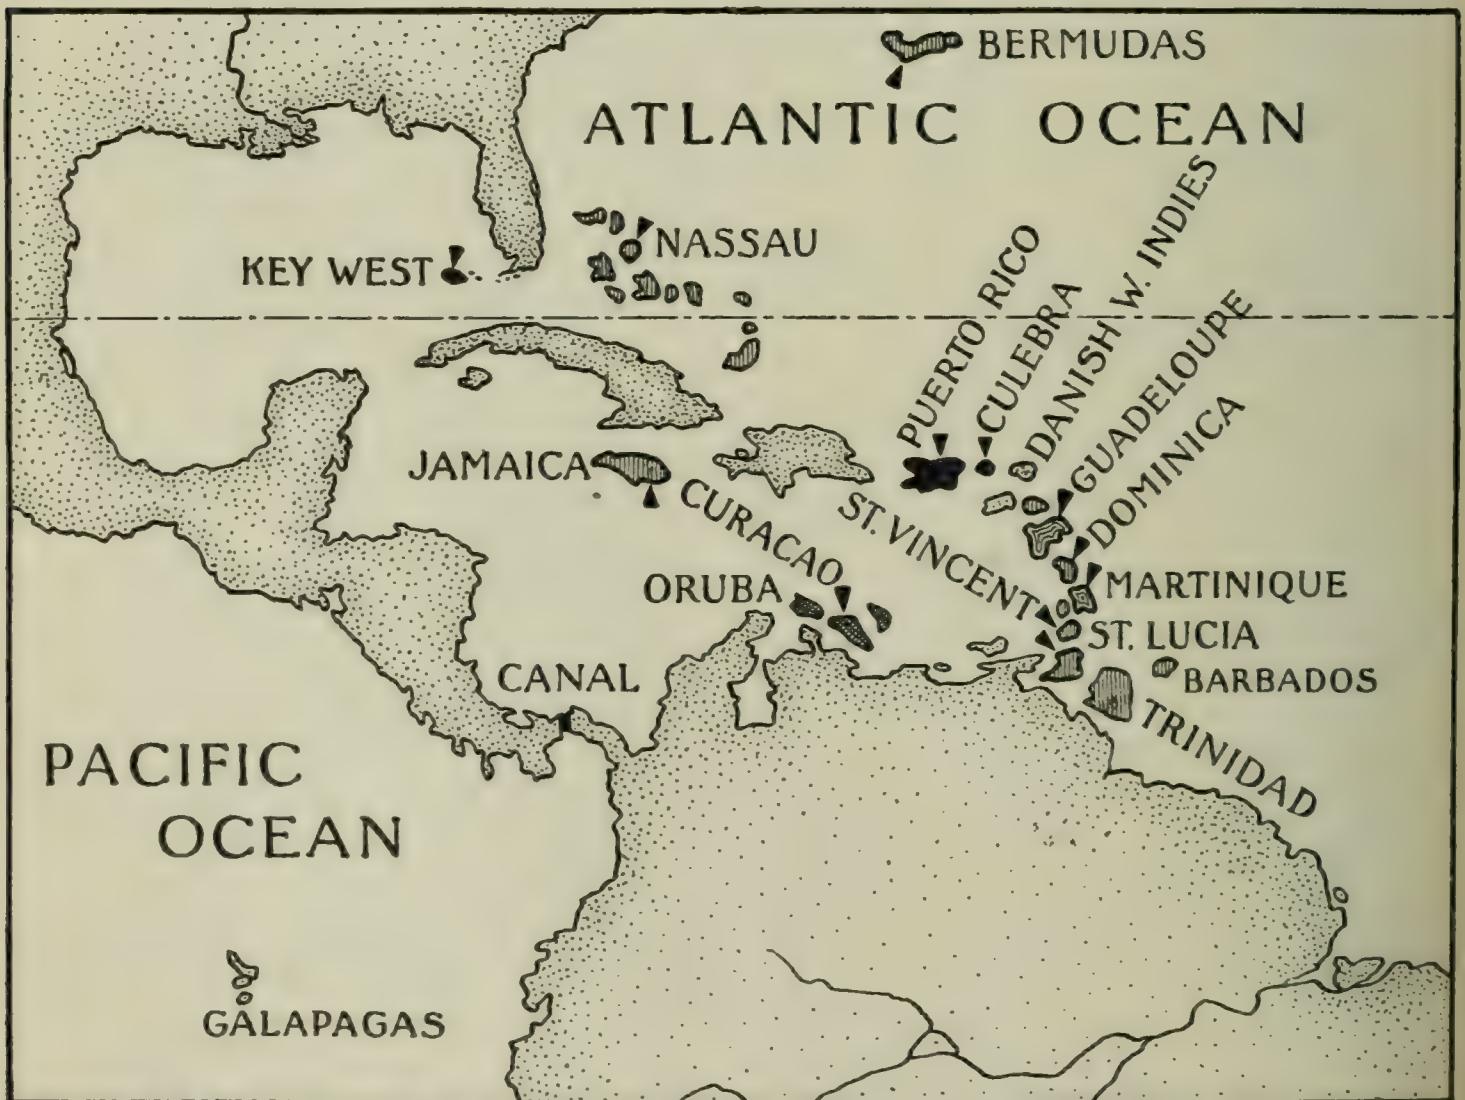 BERMUDAS
ATLANTIC OCEAN
NASSAU
KEY WEST
PUERTO RICO
CULEBRA
DANISH W. INDIES
GUADELOUPE
DOMINICA
JAMAICA
CURACAO
ST. VINCENT
ORUBA
MARTINIQUE
ST. LUCIA
BARBADOS
CANAL
TRINIDAD
PACIFIC
OCEAN
GALAPAGAS